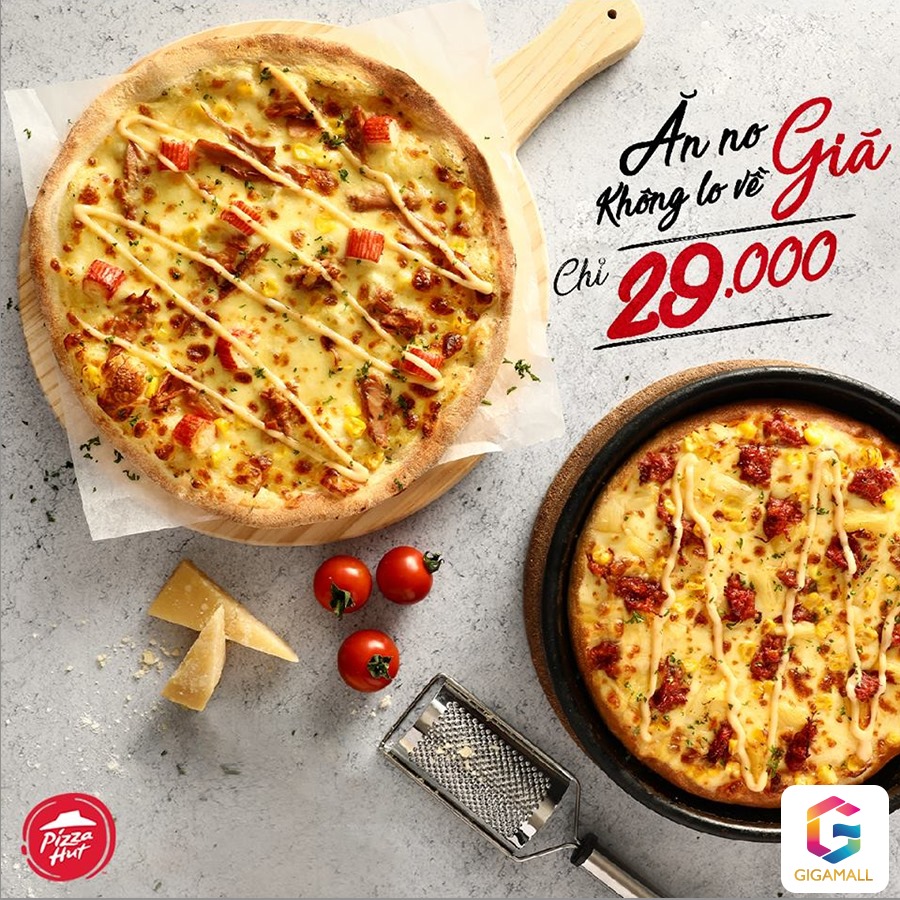 Ăn no
Không lo về Giá
Chỉ 29.000
Pizza
Hut
GIGAMALL